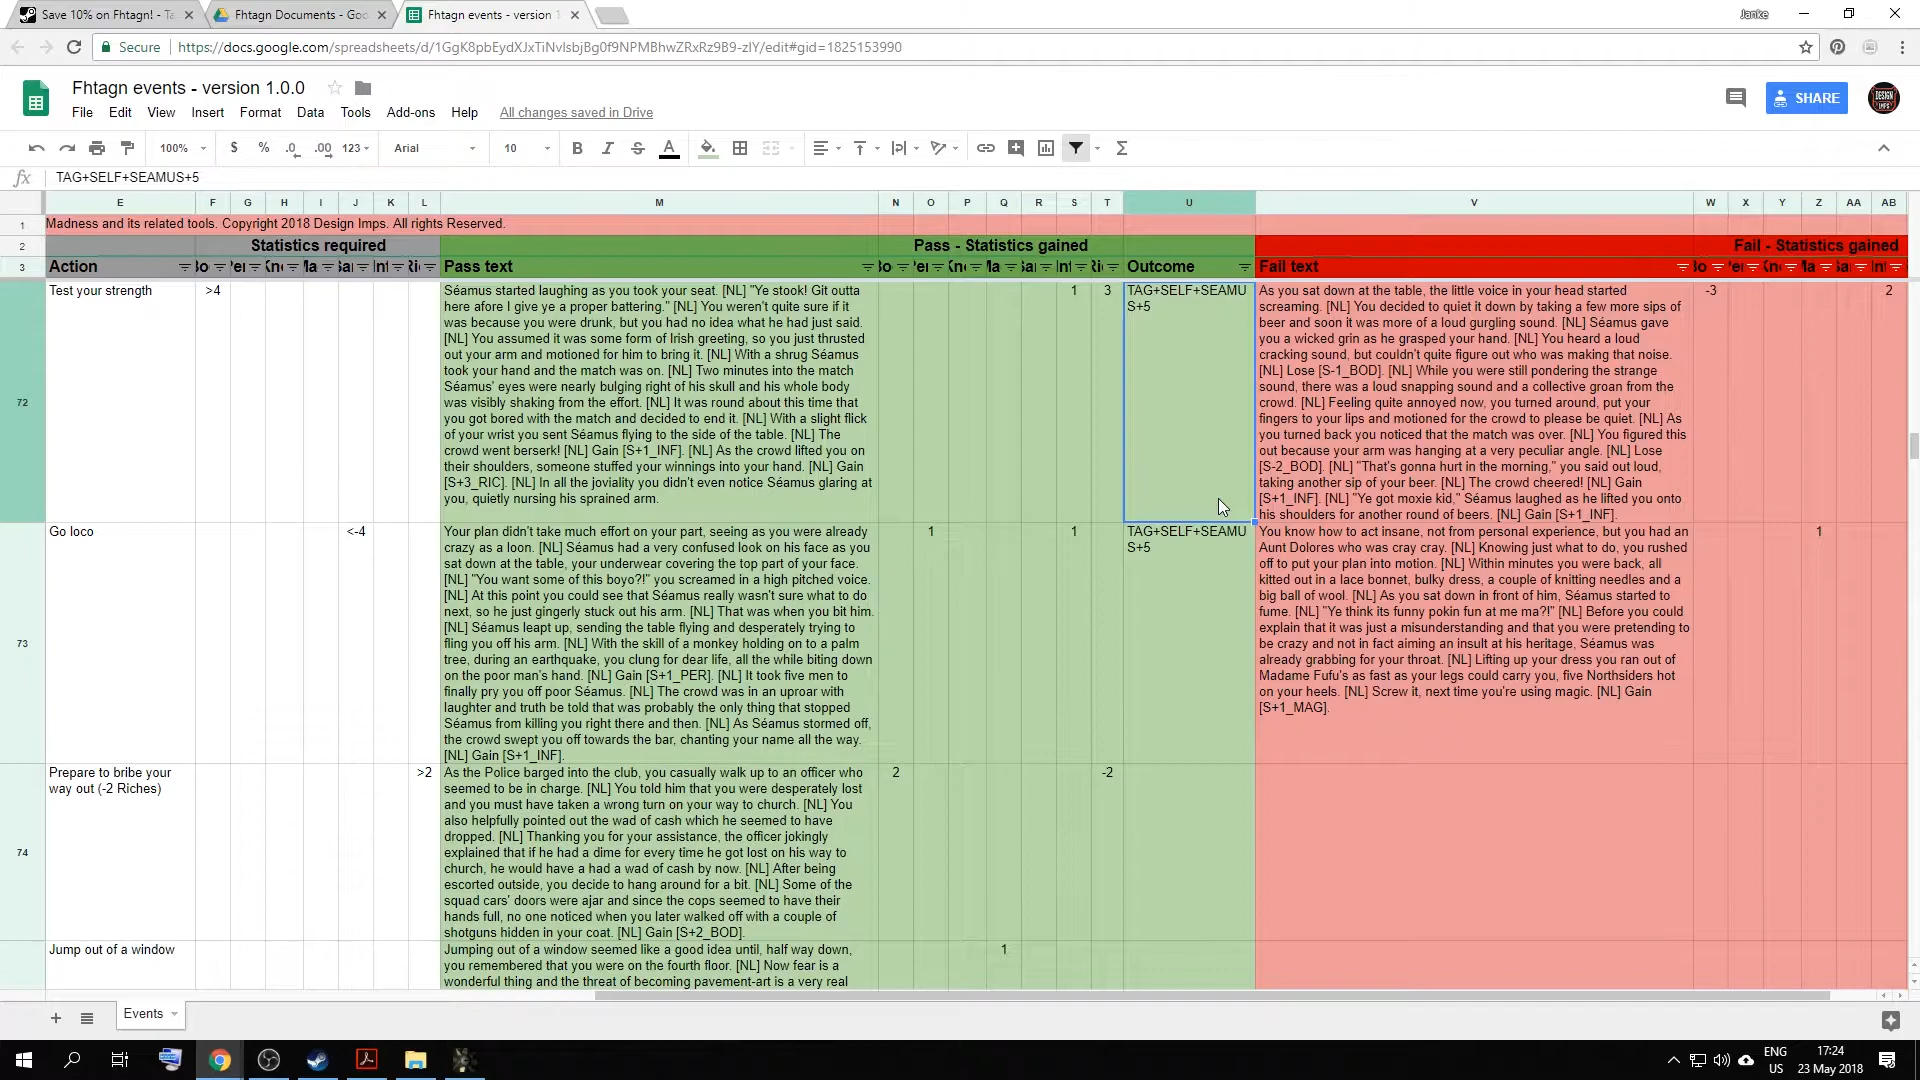 Save 10% on Fhtagn! - Ta
Fhtagn Documents - Goo
Fhtagn events - version 1
Janke
Secure
https://docs.google.com/spreadsheets/d/1GgK8pbEydXJxTiNvlsbjBg0f9NPMBhwZRxRz9B9-zlY/edit#gid=1825153990
Fhtagn events - version 1.0.0
File Edit View Insert Format Data Tools Add-ons Help All changes saved in Drive
SHARE
100% $ % .0 .00 123 Arial 10 B I S A
fx TAG+SELF+SEAMUS+5
E F G H I J K L M N O P Q R S T U V W X Y Z AA AB
1 Madness and its related tools. Copyright 2018 Design Imps. All rights Reserved.
2 Statistics required Pass - Statistics gained Fail - Statistics gained
3 Action Pass text Outcome Fail text
72
Test your strength
>4
Séamus started laughing as you took your seat. [NL] "Ye stook! Git outta
here afore I give ye a proper battering." [NL] You weren't quite sure if it
was because you were drunk, but you had no idea what he had just said.
[NL] You assumed it was some form of Irish greeting, so you just thrusted
out your arm and motioned for him to bring it. [NL] With a shrug Séamus
took your hand and the match was on. [NL] Two minutes into the match
Séamus' eyes were nearly bulging right of his skull and his whole body
was visibly shaking from the effort. [NL] It was round about this time that
you got bored with the match and decided to end it. [NL] With a slight flick
of your wrist you sent Séamus flying to the side of the table. [NL] The
crowd went berserk! [NL] Gain [S+1_INF]. [NL] As the crowd lifted you on
their shoulders, someone stuffed your winnings into your hand. [NL] Gain
[S+3_RIC]. [NL] In all the joviality you didn't even notice Séamus glaring at
you, quietly nursing his sprained arm.
1
3
TAG+SELF+SEAMU
S+5
As you sat down at the table, the little voice in your head started
screaming. [NL] You decided to quiet it down by taking a few more sips of
beer and soon it was more of a loud gurgling sound. [NL] Séamus gave
you a wicked grin as he grasped your hand. [NL] You heard a loud
cracking sound, but couldn't quite figure out who was making that noise.
[NL] Lose [S-1_BOD]. [NL] While you were still pondering the strange
sound, there was a loud snapping sound and a collective groan from the
crowd. [NL] Feeling quite annoyed now, you turned around, put your
fingers to your lips and motioned for the crowd to please be quiet. [NL] As
you turned back you noticed that the match was over. [NL] You figured this
out because your arm was hanging at a very peculiar angle. [NL] Lose
[S-2_BOD]. [NL] "That's gonna hurt in the morning," you said out loud,
taking another sip of your beer. [NL] The crowd cheered! [NL] Gain
[S+1_INF]. [NL] "Ye got moxie kid," Séamus laughed as he lifted you onto
his shoulders for another round of beers. [NL] Gain [S+1_INF].
-3
2
73
Go loco
<-4
Your plan didn't take much effort on your part, seeing as you were already
crazy as a loon. [NL] Séamus had a very confused look on his face as you
sat down at the table, your underwear covering the top part of your face.
[NL] "You want some of this boyo?!" you screamed in a high pitched voice.
[NL] At this point you could see that Séamus really wasn't sure what to do
next, so he just gingerly stuck out his arm. [NL] That was when you bit him.
[NL] Séamus leapt up, sending the table flying and desperately trying to
fling you off his arm. [NL] With the skill of a monkey holding on to a palm
tree, during an earthquake, you clung for dear life, all the while biting down
on the poor man's hand. [NL] Gain [S+1_PER]. [NL] It took five men to
finally pry you off poor Séamus. [NL] The crowd was in an uproar with
laughter and truth be told that was probably the only thing that stopped
Séamus from killing you right there and then. [NL] As Séamus stormed off,
the crowd swept you off towards the bar, chanting your name all the way.
[NL] Gain [S+1_INF].
1
1
TAG+SELF+SEAMU
S+5
You know how to act insane, not from personal experience, but you had an
Aunt Dolores who was cray cray. [NL] Knowing just what to do, you rushed
off to put your plan into motion. [NL] Within minutes you were back, all
kitted out in a lace bonnet, bulky dress, a couple of knitting needles and a
big ball of wool. [NL] As you sat down in front of him, Séamus started to
fume. [NL] "Ye think its funny pokin fun at me ma?!" [NL] Before you could
explain that it was just a misunderstanding and that you were pretending to
be crazy and not in fact aiming an insult at his heritage, Séamus was
already grabbing for your throat. [NL] Lifting up your dress you ran out of
Madame Fufu's as fast as your legs could carry you, five Northsiders hot
on your heels. [NL] Screw it, next time you're using magic. [NL] Gain
[S+1_MAG].
1
74
Prepare to bribe your
way out (-2 Riches)
>2
As the Police barged into the club, you casually walk up to an officer who
seemed to be in charge. [NL] You told him that you were desperately lost
and you must have taken a wrong turn on your way to church. [NL] You
also helpfully pointed out the wad of cash which he seemed to have
dropped. [NL] Thanking you for your assistance, the officer jokingly
explained that if he had a dime for every time he got lost on his way to
church, he would have a had a wad of cash by now. [NL] After being
escorted outside, you decide to hang around for a bit. [NL] Some of the
squad cars' doors were ajar and since the cops seemed to have their
hands full, no one noticed when you later walked off with a couple of
shotguns hidden in your coat. [NL] Gain [S+2_BOD].
2
-2
Jump out of a window
Jumping out of a window seemed like a good idea until, half way down,
you remembered that you were on the fourth floor. [NL] Now fear is a
wonderful thing and the threat of becoming pavement-art is a very real
1
Events
ENG
US
17:24
23 May 2018